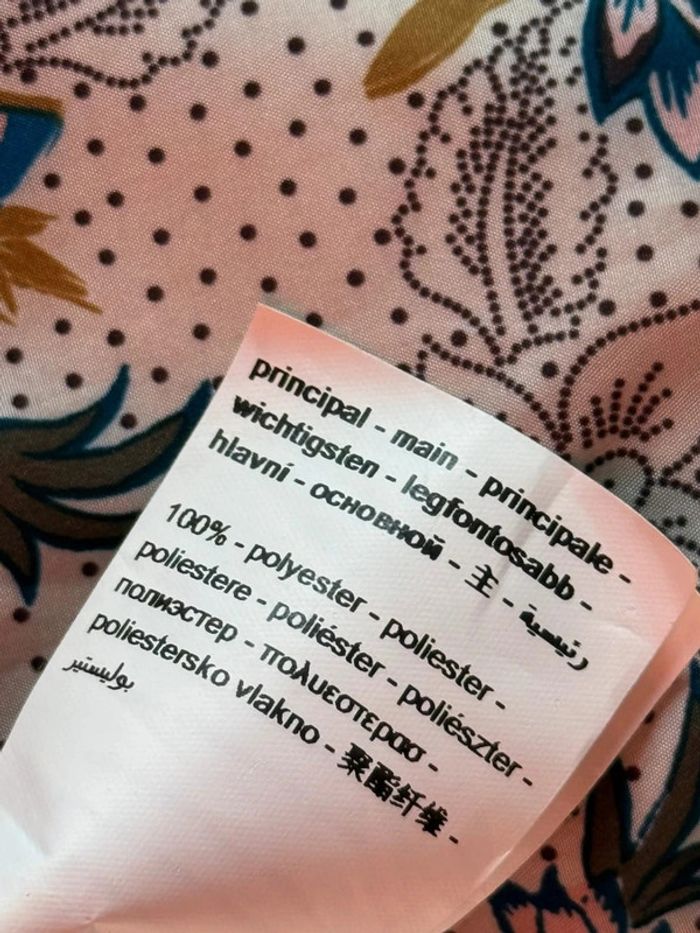 principal - main - principale -
wichtigsten - legfontosabb -
hlavní - основной - 主 - رئيسية
100% - polyester - poliester -
poliestere - poliéster - poliészter -
полиэстер - πολυεστερασ -
poliestersko vlakno - 聚酯纤维 -
بوليستير